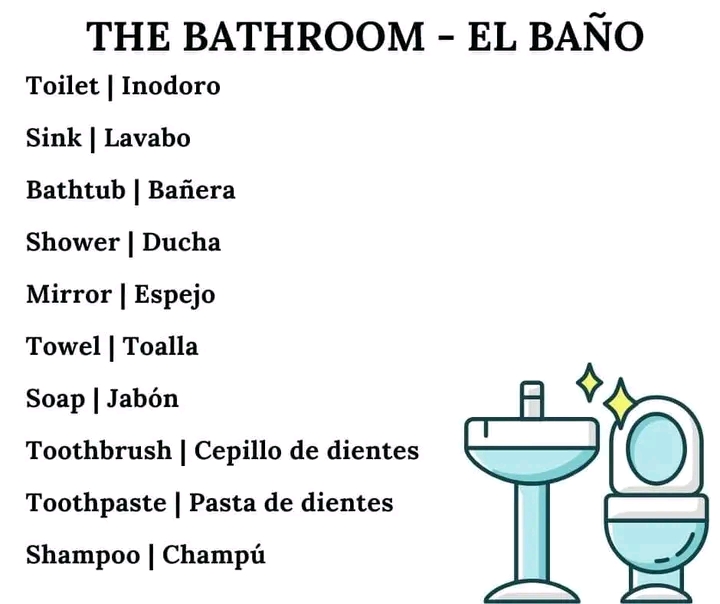 THE BATHROOM - EL BAÑO
Toilet | Inodoro
Sink | Lavabo
Bathtub | Bañera
Shower | Ducha
Mirror | Espejo
Towel | Toalla
Soap | Jabón
Toothbrush | Cepillo de dientes
Toothpaste | Pasta de dientes
Shampoo | Champú